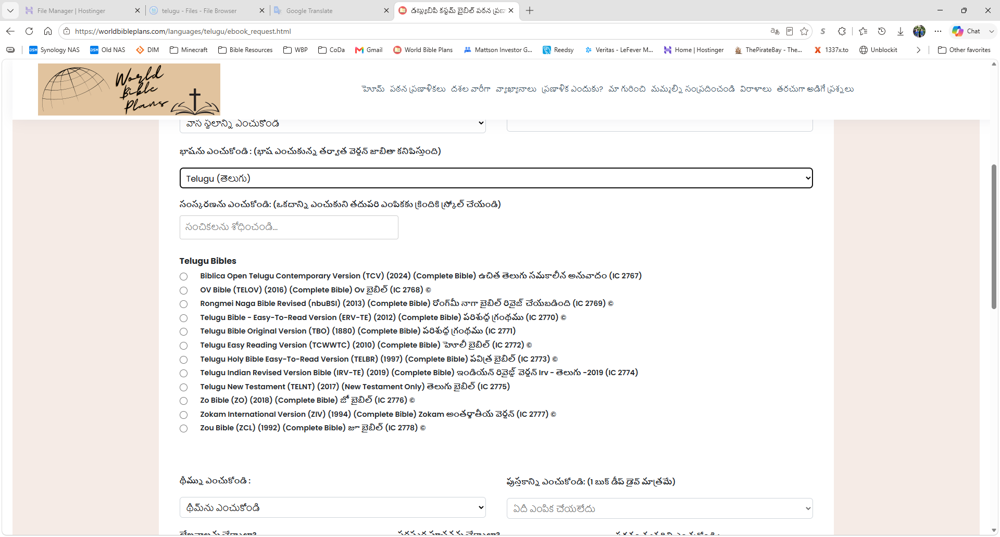 File Manager | Hostinger
telugu - Files - File Browser
Google Translate
డబ్ల్యుబిపి కస్టమ్ బైబిల్ పఠన ప్రణా
https://worldbibleplans.com/languages/telugu/ebook_request.html
Chat
Synology NAS
Old NAS
DIM
Minecraft
Bible Resources
WBP
CoDa
Gmail
World Bible Plans
Mattson Investor G...
Reedsy
Veritas - LeFever M...
Home | Hostinger
ThePirateBay - The...
1337x.to
Unblockit
Other favorites
World
Bible
Plans
హొమ్ పఠన ప్రణాళికలు దశల వారీగా వ్యాఖ్యానాలు ప్రణాళిక ఎందుకు? మా గురించి మమ్మల్ని సంప్రదించండి విరాళాలు తరచుగా అడిగే ప్రశ్నలు
వాస స్థలాన్ని ఎంచుకోండి
భాషను ఎంచుకోండి : (భాష ఎంచుకున్న తర్వాత వెర్షన్ జాబితా కనిపిస్తుంది)
Telugu (తెలుగు)
సంస్కరణను ఎంచుకోండి: (ఒకదాన్ని ఎంచుకుని తదుపరి ఎంపికకు క్రిందికి స్క్రోల్ చేయండి)
సంచికలను శోధించండి...
Telugu Bibles
Biblica Open Telugu Contemporary Version (TCV) (2024) (Complete Bible) ఉచిత తెలుగు సమకాలీన అనువాదం (IC 2767)
OV Bible (TELOV) (2016) (Complete Bible) Ov బైబిల్ (IC 2768) ©
Rongmei Naga Bible Revised (nbuBSI) (2013) (Complete Bible) రోంగ్‌మీ నాగా బైబిల్ రివైజ్ చేయబడింది (IC 2769) ©
Telugu Bible - Easy-To-Read Version (ERV-TE) (2012) (Complete Bible) పరిశుద్ధ గ్రంథము (IC 2770) ©
Telugu Bible Original Version (TBO) (1880) (Complete Bible) పరిశుద్ధ గ్రంథము (IC 2771)
Telugu Easy Reading Version (TCWWTC) (2010) (Complete Bible) హెూలీ బైబిల్ (IC 2772) ©
Telugu Holy Bible Easy-To-Read Version (TELBR) (1997) (Complete Bible) పవిత్ర బైబిల్ (IC 2773) ©
Telugu Indian Revised Version Bible (IRV-TE) (2019) (Complete Bible) ఇండియన్ రివైజ్డ్ వెర్షన్ Irv - తెలుగు -2019 (IC 2774)
Telugu New Testament (TELNT) (2017) (New Testament Only) తెలుగు బైబిల్ (IC 2775)
Zo Bible (ZO) (2018) (Complete Bible) జో బైబిల్ (IC 2776) ©
Zokam International Version (ZIV) (1994) (Complete Bible) Zokam అంతర్జాతీయ వెర్షన్ (IC 2777) ©
Zou Bible (ZCL) (1992) (Complete Bible) జూ బైబిల్ (IC 2778) ©
థీమ్ను ఎంచుకోండి :
పుస్తకాన్ని ఎంచుకోండి: (1 బుక్ డీప్ డైవ్ మాత్రమే)
థీమ్‌ను ఎంచుకోండి
ఏదీ ఎంపిక చేయలేదు